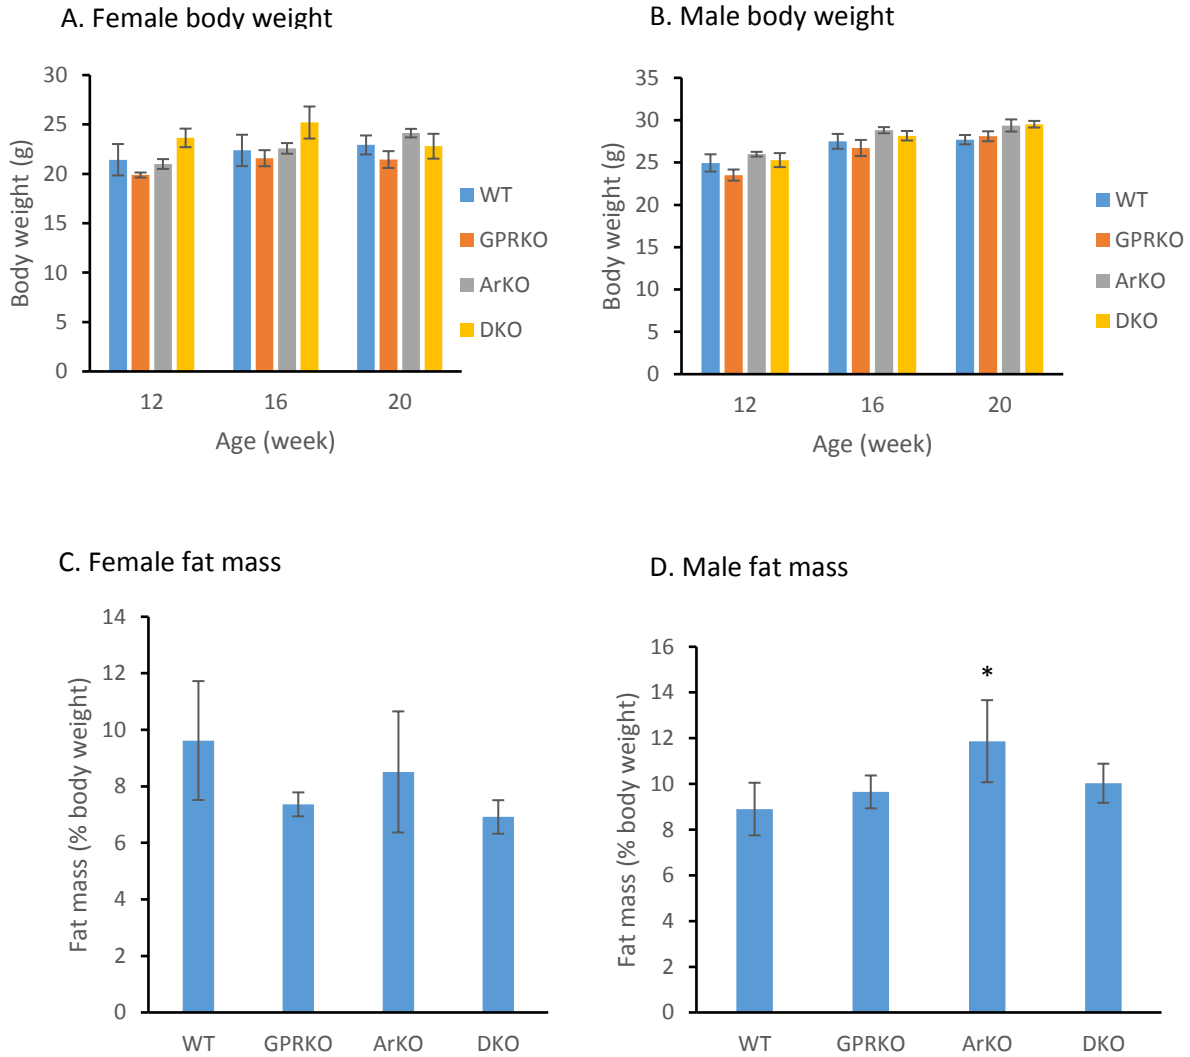 A. Female body weight
30
25
20
15
10
5
0
Body weight (g)
12 16 20
Age (week)
WT
GPRKO
ArKO
DKO
B. Male body weight
35
30
25
20
15
10
5
0
Body weight (g)
12 16 20
Age (week)
WT
GPRKO
ArKO
DKO
C. Female fat mass
14
12
10
8
6
4
2
0
Fat mass (% body weight)
WT GPRKO ArKO DKO
D. Male fat mass
16
14
12
10
8
6
4
2
0
Fat mass (% body weight)
*
WT GPRKO ArKO DKO